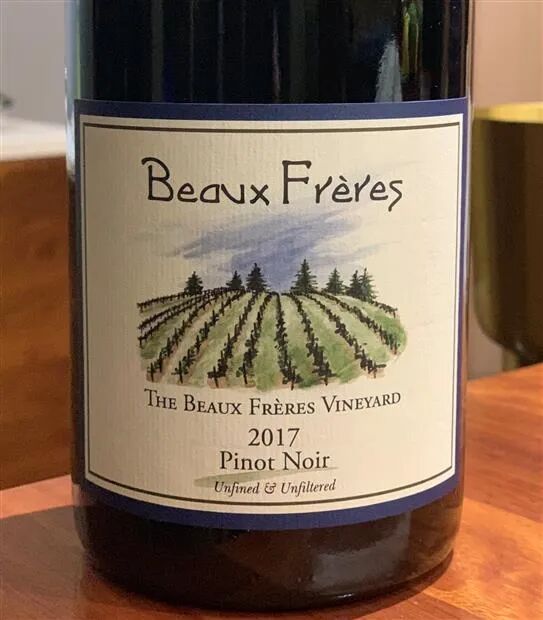 Beaux Frères
The Beaux Frères Vineyard
2017
Pinot Noir
Unfined & Unfiltered